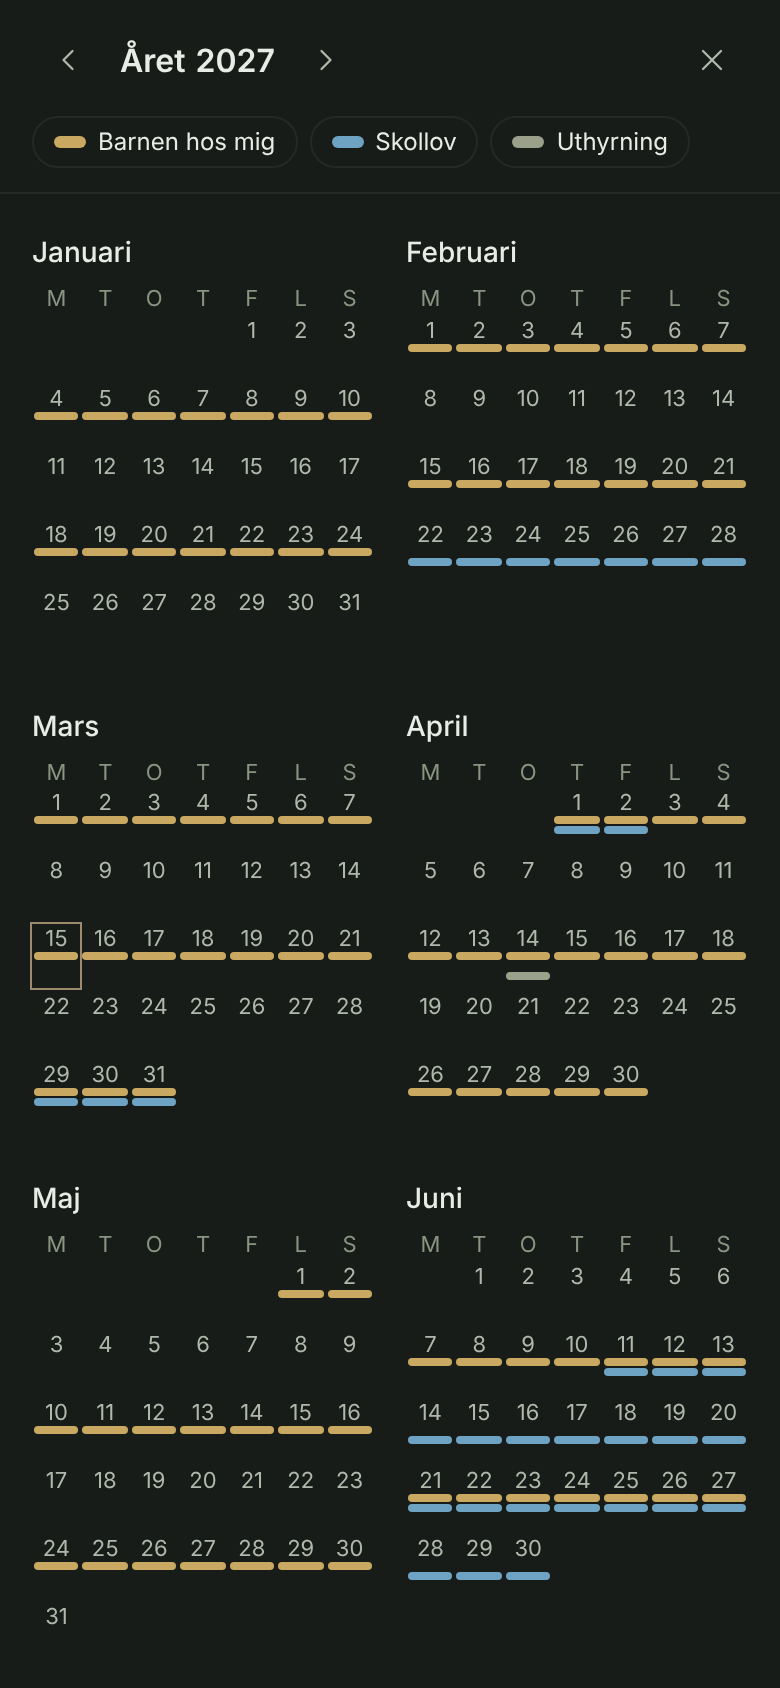 Året 2027
Barnen hos mig Skollov Uthyrning
Januari
M T O T F L S
1 2 3
4 5 6 7 8 9 10
11 12 13 14 15 16 17
18 19 20 21 22 23 24
25 26 27 28 29 30 31
Februari
M T O T F L S
1 2 3 4 5 6 7
8 9 10 11 12 13 14
15 16 17 18 19 20 21
22 23 24 25 26 27 28
Mars
M T O T F L S
1 2 3 4 5 6 7
8 9 10 11 12 13 14
15 16 17 18 19 20 21
22 23 24 25 26 27 28
29 30 31
April
M T O T F L S
1 2 3 4
5 6 7 8 9 10 11
12 13 14 15 16 17 18
19 20 21 22 23 24 25
26 27 28 29 30
Maj
M T O T F L S
1 2
3 4 5 6 7 8 9
10 11 12 13 14 15 16
17 18 19 20 21 22 23
24 25 26 27 28 29 30
31
Juni
M T O T F L S
1 2 3 4 5 6
7 8 9 10 11 12 13
14 15 16 17 18 19 20
21 22 23 24 25 26 27
28 29 30